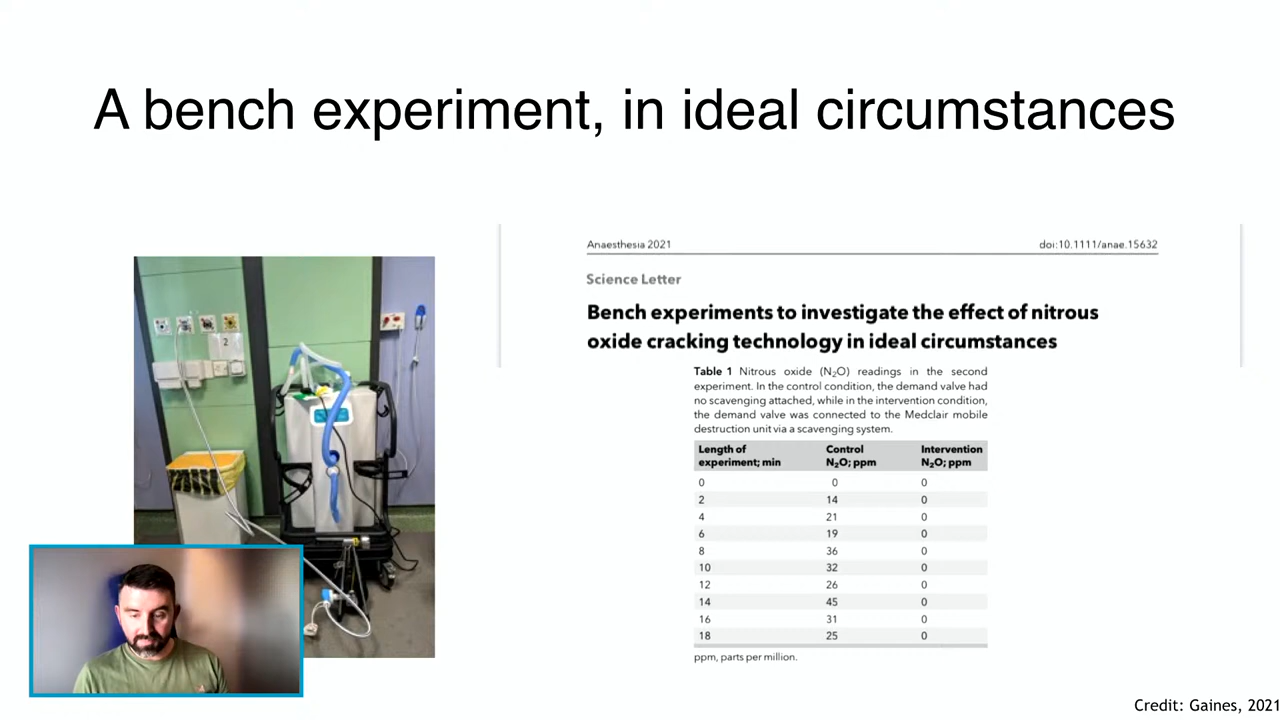 A bench experiment, in ideal circumstances
Anaesthesia 2021 doi:10.1111/anae.15632
Science Letter
Bench experiments to investigate the effect of nitrous
oxide cracking technology in ideal circumstances
Table 1 Nitrous oxide (N₂O) readings in the second
experiment. In the control condition, the demand valve had
no scavenging attached, while in the intervention condition,
the demand valve was connected to the Medclair mobile
destruction unit via a scavenging system.
Length of Control Intervention
experiment; min N₂O; ppm N₂O; ppm
0 0 0
2 14 0
4 21 0
6 19 0
8 36 0
10 32 0
12 26 0
14 45 0
16 31 0
18 25 0
ppm, parts per million.
2
Credit: Gaines, 2021